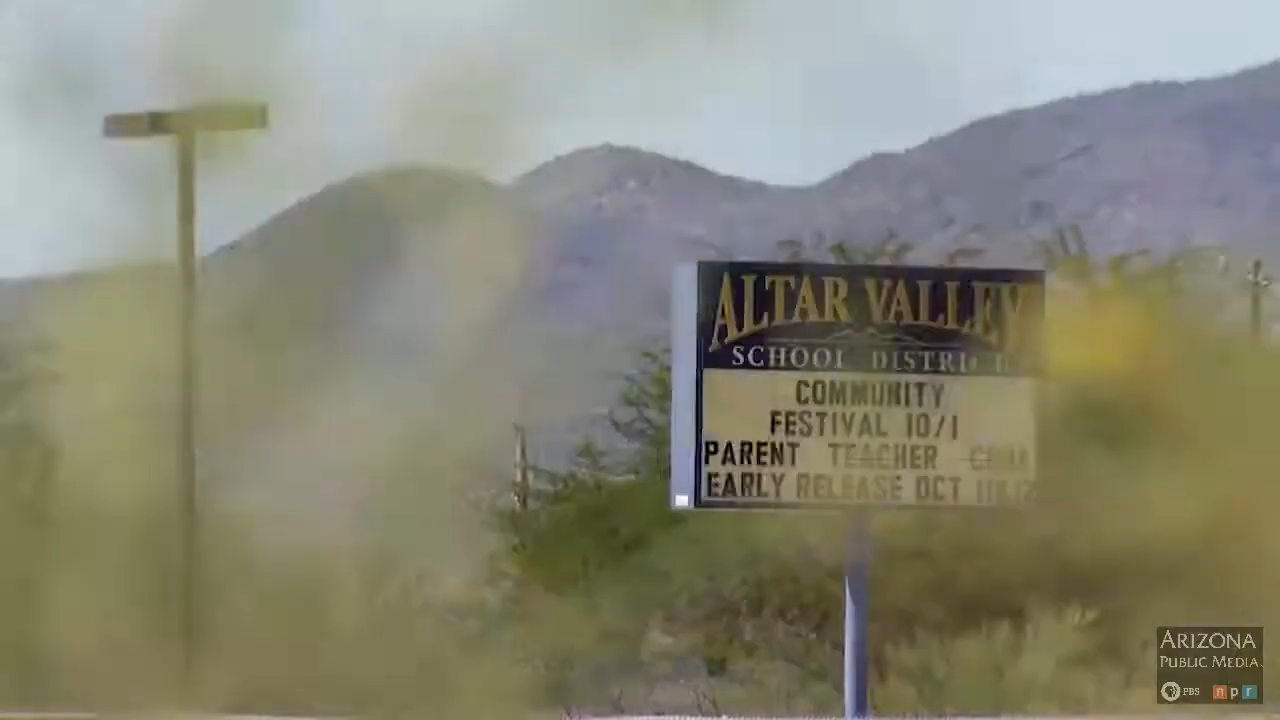 ALTAR VALLEY
SCHOOL DISTRICT
COMMUNITY
FESTIVAL 10/1
PARENT TEACHER
EARLY RELEASE OCT
ARIZONA
PUBLIC MEDIA
PBS npr